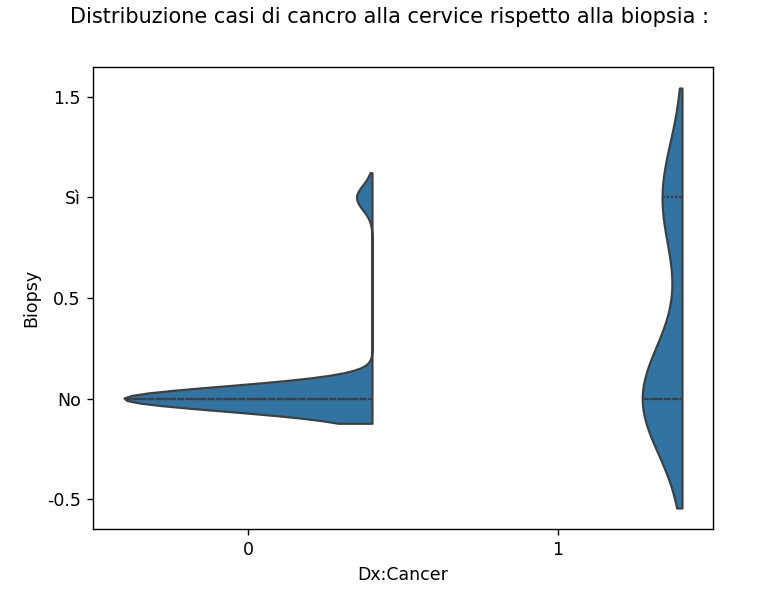 Distribuzione casi di cancro alla cervice rispetto alla biopsia :
1.5
Sì
0.5
No
-0.5
Biopsy
0 1
Dx:Cancer